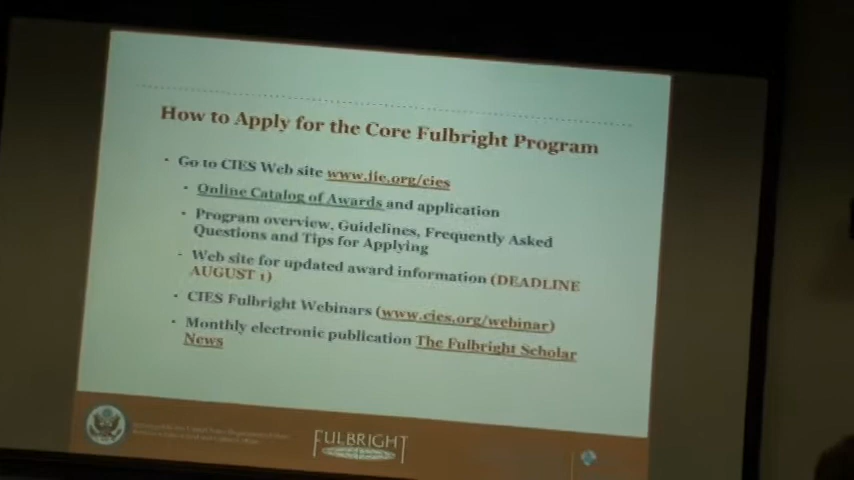 How to Apply for the Core Fulbright Program
• Go to CIES Web site www.iie.org/cies
• Online Catalog of Awards and application
• Program overview, Guidelines, Frequently Asked
Questions and Tips for Applying
• Web site for updated award information (DEADLINE
AUGUST 1)
• CIES Fulbright Webinars (www.cies.org/webinar)
• Monthly electronic publication The Fulbright Scholar
News
FULBRIGHT